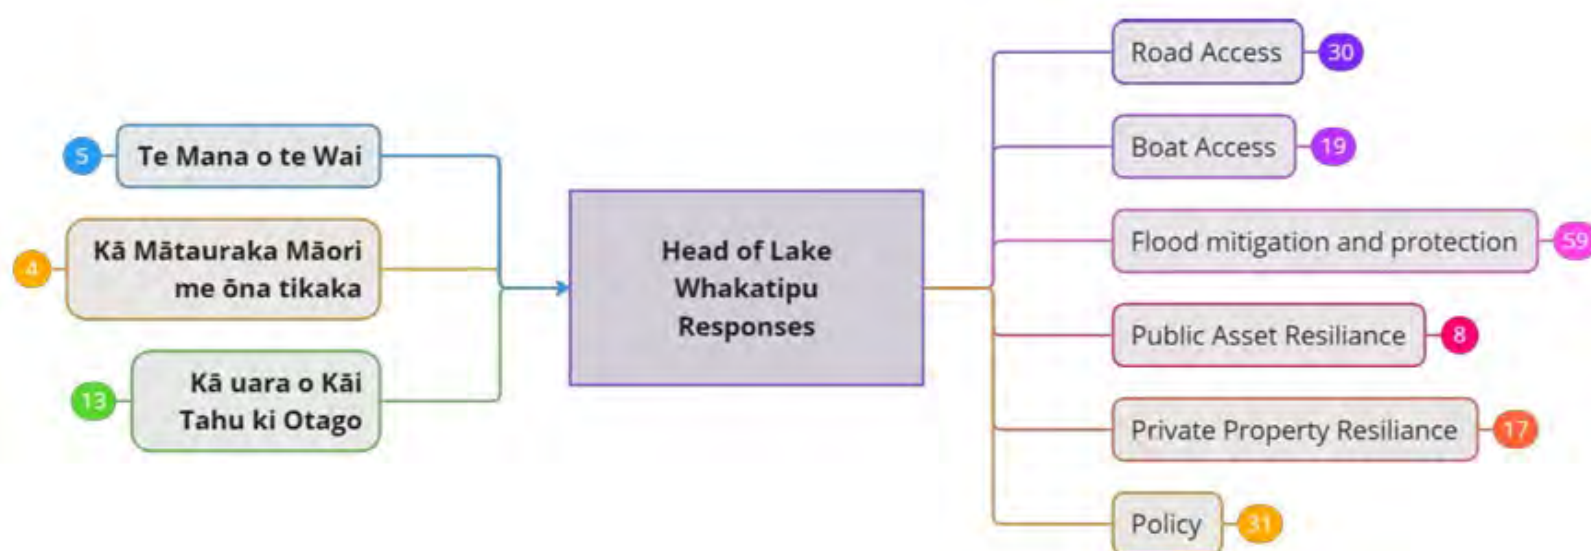 5
Te Mana o te Wai
4
Kā Mātauraka Māori
me ōna tikaka
13
Kā uara o Kāi
Tahu ki Otago
Head of Lake
Whakatipu
Responses
Road Access
30
Boat Access
19
Flood mitigation and protection
59
Public Asset Resiliance
8
Private Property Resiliance
17
Policy
31